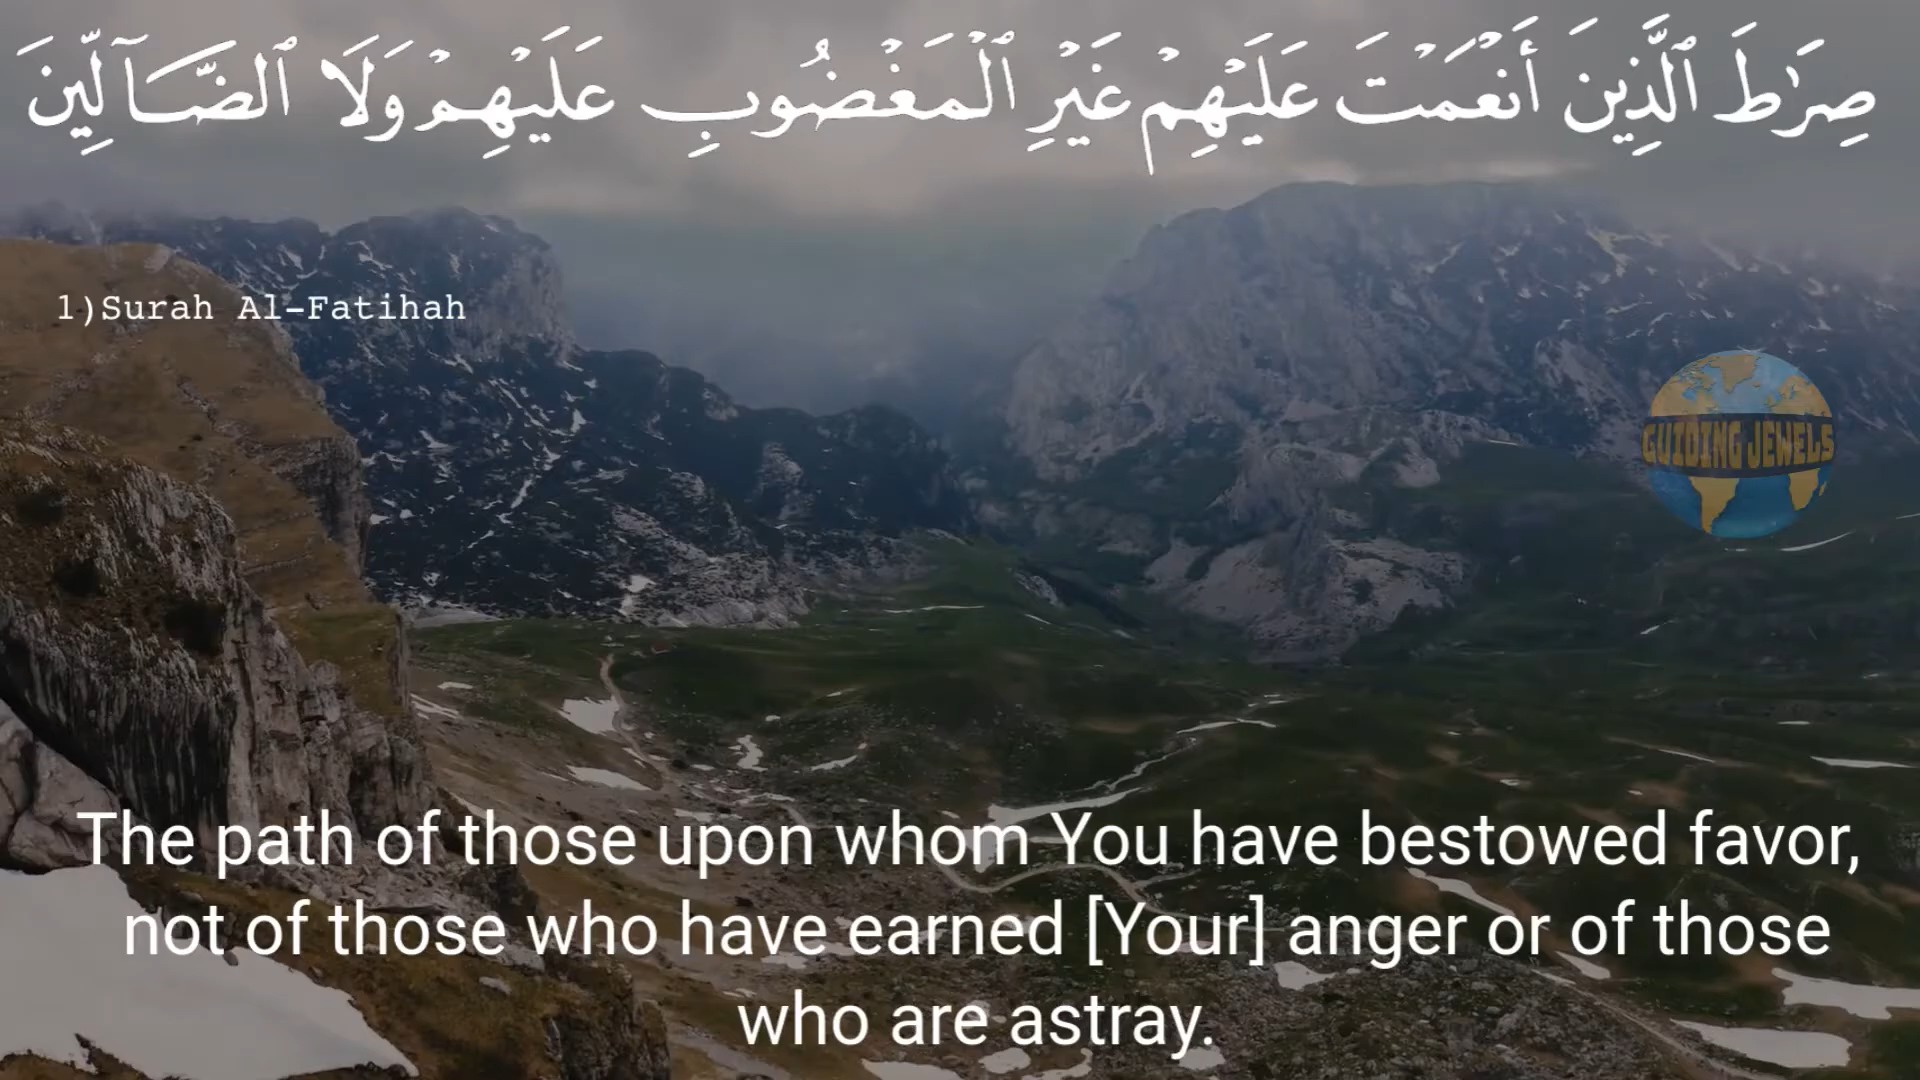 صِرَٰطَ ٱلَّذِينَ أَنْعَمْتَ عَلَيْهِمْ غَيْرِ ٱلْمَغْضُوبِ عَلَيْهِمْ وَلَا ٱلضَّآلِّينَ
1)Surah Al-Fatihah
GUIDING JEWELS
The path of those upon whom You have bestowed favor,
not of those who have earned [Your] anger or of those
who are astray.